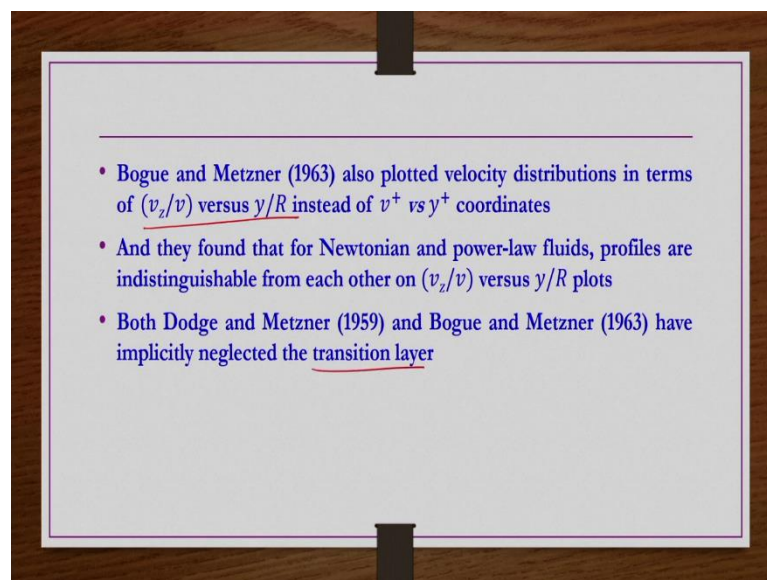 • Bogue and Metzner (1963) also plotted velocity distributions in terms
of (v_z/v) versus y/R instead of v⁺ vs y⁺ coordinates
• And they found that for Newtonian and power-law fluids, profiles are
indistinguishable from each other on (v_z/v) versus y/R plots
• Both Dodge and Metzner (1959) and Bogue and Metzner (1963) have
implicitly neglected the transition layer